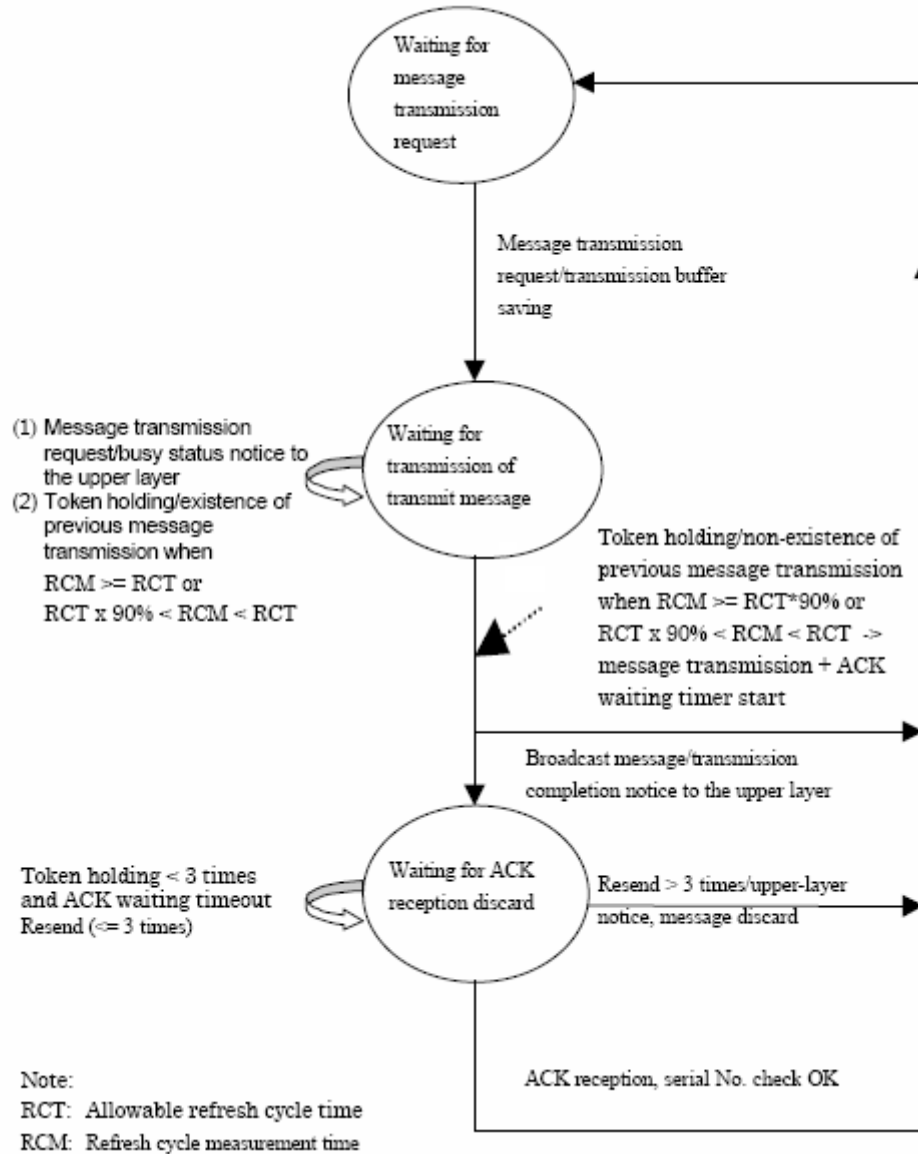 Waiting for
message
transmission
request
Message transmission
request/transmission buffer
saving
(1) Message transmission
request/busy status notice to
the upper layer
(2) Token holding/existence of
previous message
transmission when
RCM >= RCT or
RCT x 90% < RCM < RCT
Waiting for
transmission of
transmit message
Token holding/non-existence of
previous message transmission
when RCM >= RCT*90% or
RCT x 90% < RCM < RCT ->
message transmission + ACK
waiting timer start
Broadcast message/transmission
completion notice to the upper layer
Token holding < 3 times
and ACK waiting timeout
Resend (<= 3 times)
Waiting for ACK
reception discard
Resend > 3 times/upper-layer
notice, message discard
ACK reception, serial No. check OK
Note:
RCT: Allowable refresh cycle time
RCM: Refresh cycle measurement time